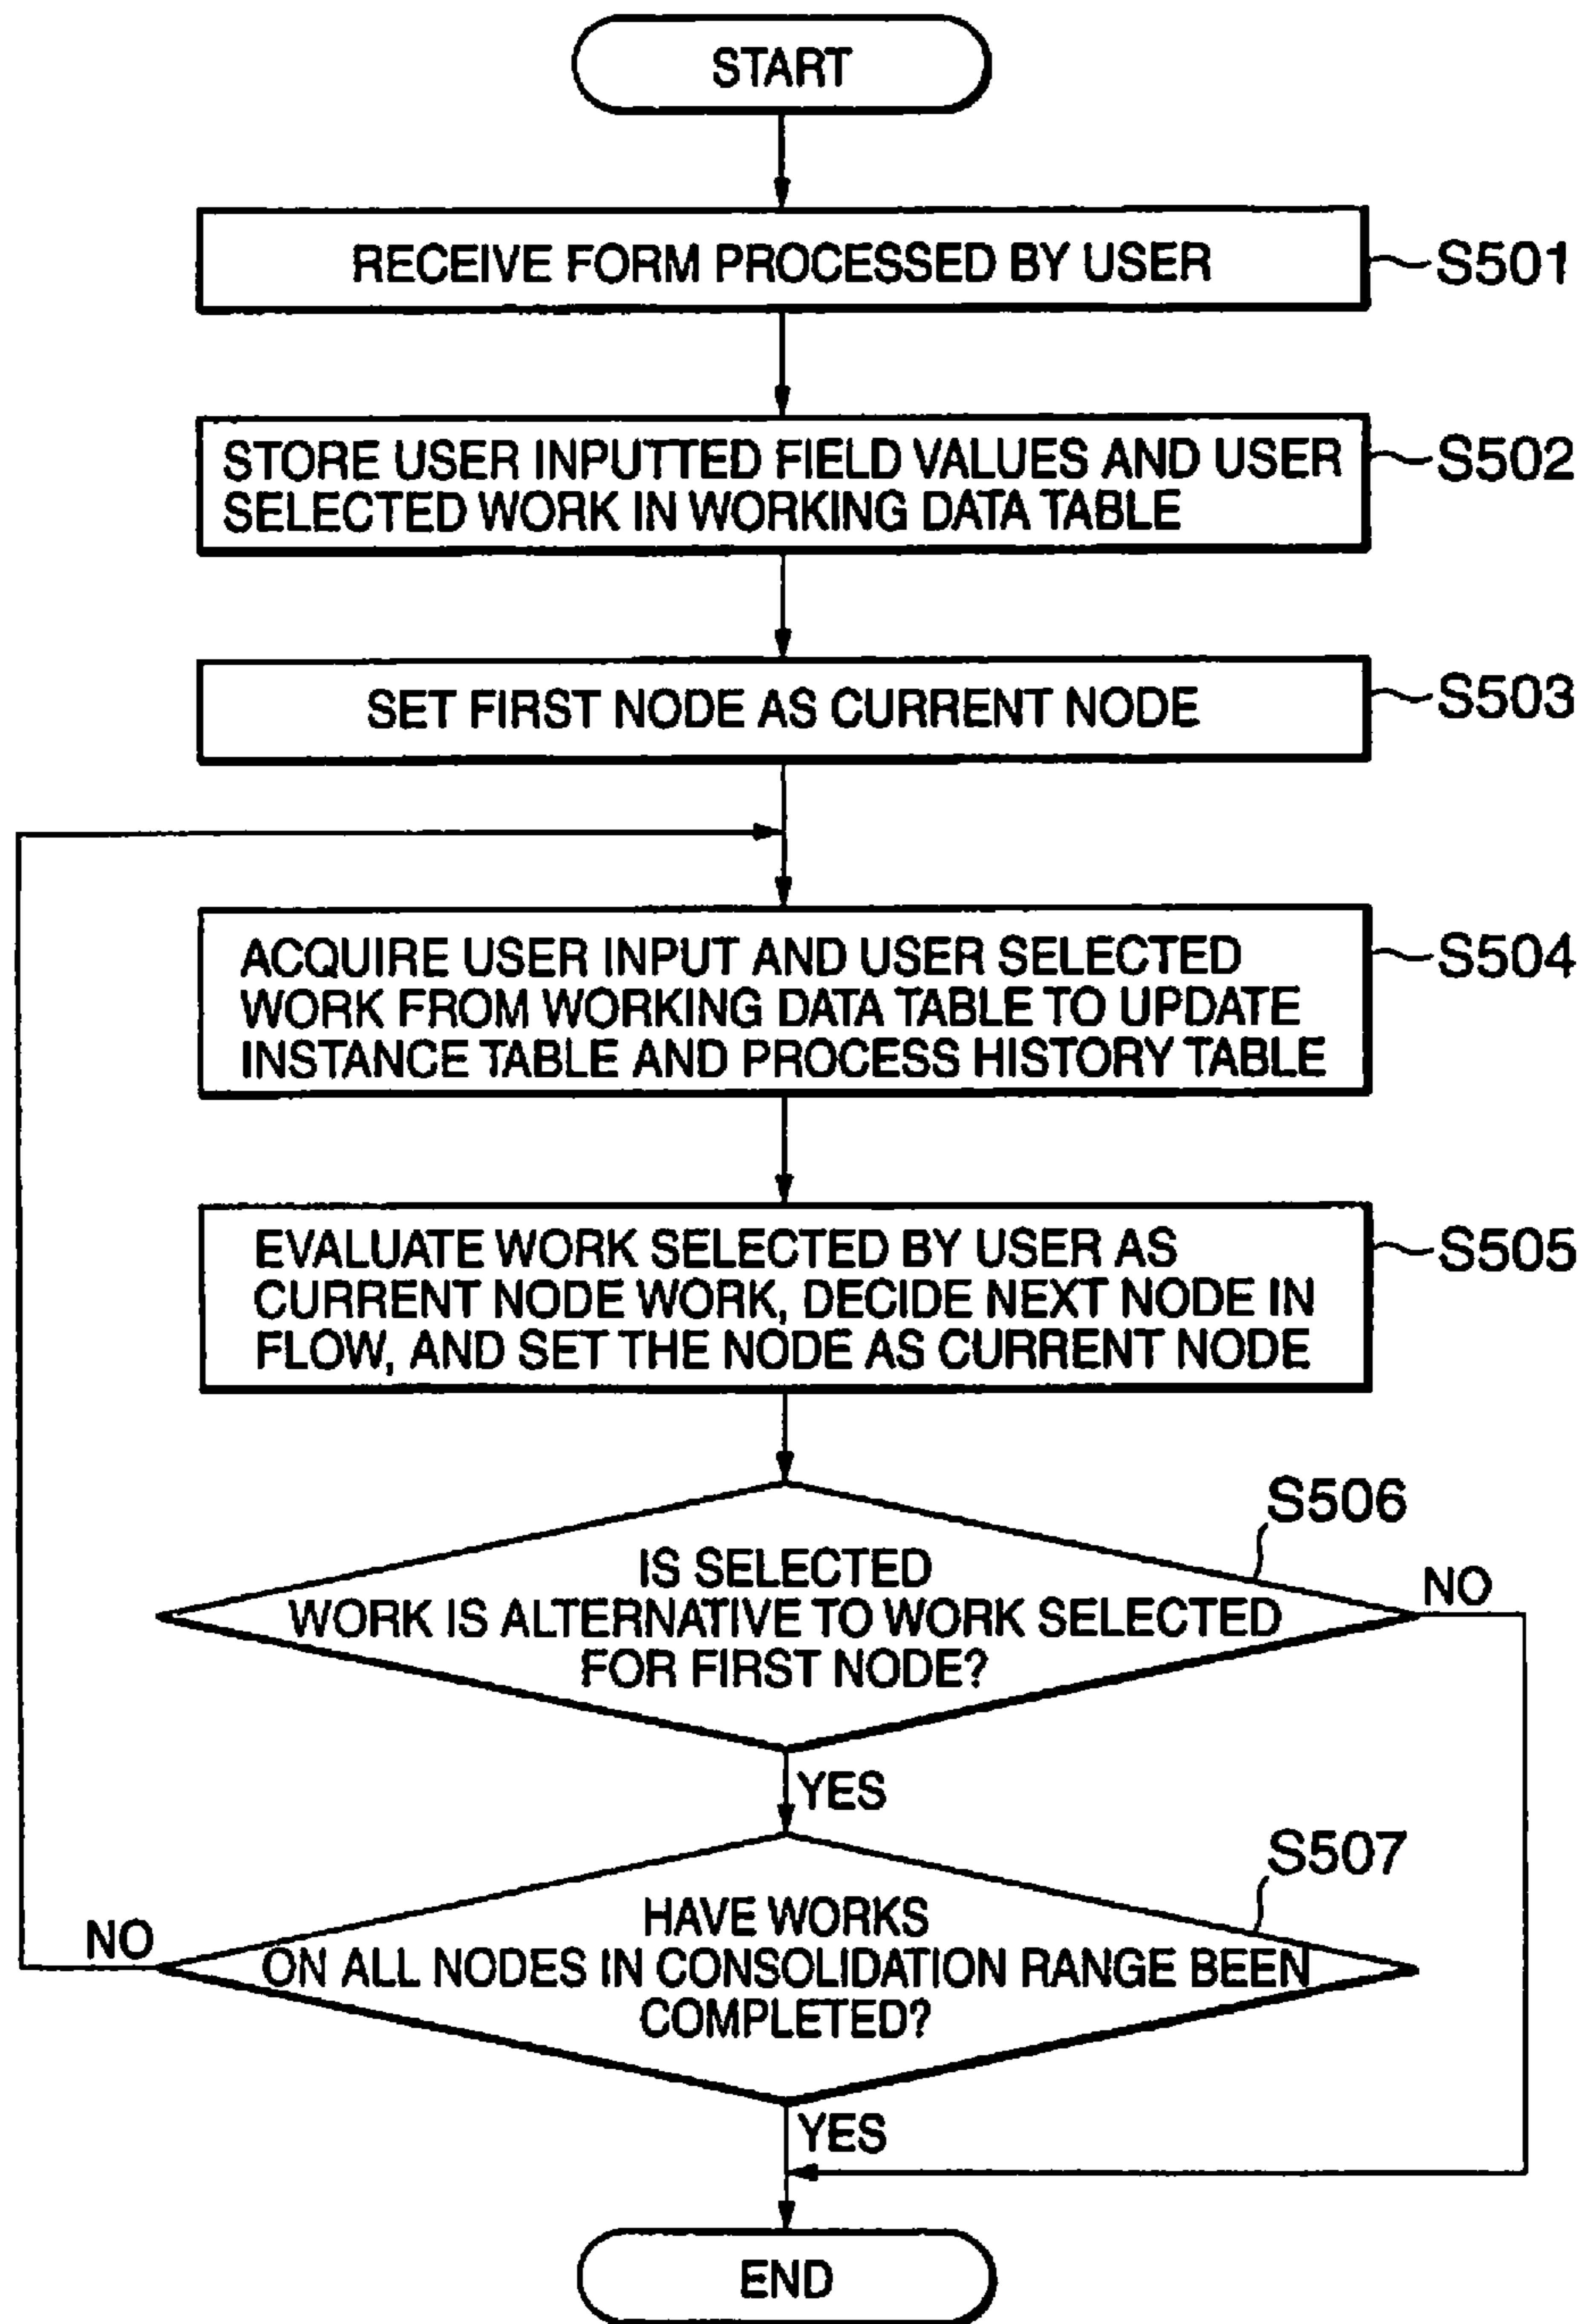 START
RECEIVE FORM PROCESSED BY USER
S501
STORE USER INPUTTED FIELD VALUES AND USER
SELECTED WORK IN WORKING DATA TABLE
S502
SET FIRST NODE AS CURRENT NODE
S503
ACQUIRE USER INPUT AND USER SELECTED
WORK FROM WORKING DATA TABLE TO UPDATE
INSTANCE TABLE AND PROCESS HISTORY TABLE
S504
EVALUATE WORK SELECTED BY USER AS
CURRENT NODE WORK, DECIDE NEXT NODE IN
FLOW, AND SET THE NODE AS CURRENT NODE
S505
S506
IS SELECTED
WORK IS ALTERNATIVE TO WORK SELECTED
FOR FIRST NODE?
NO
YES
S507
HAVE WORKS
ON ALL NODES IN CONSOLIDATION RANGE BEEN
COMPLETED?
NO
YES
END